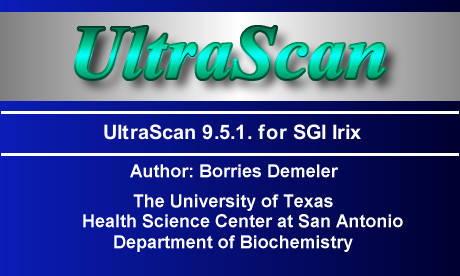 UltraScan
UltraScan 9.5.1. for SGI Irix
Author: Borries Demeler
The University of Texas
Health Science Center at San Antonio
Department of Biochemistry